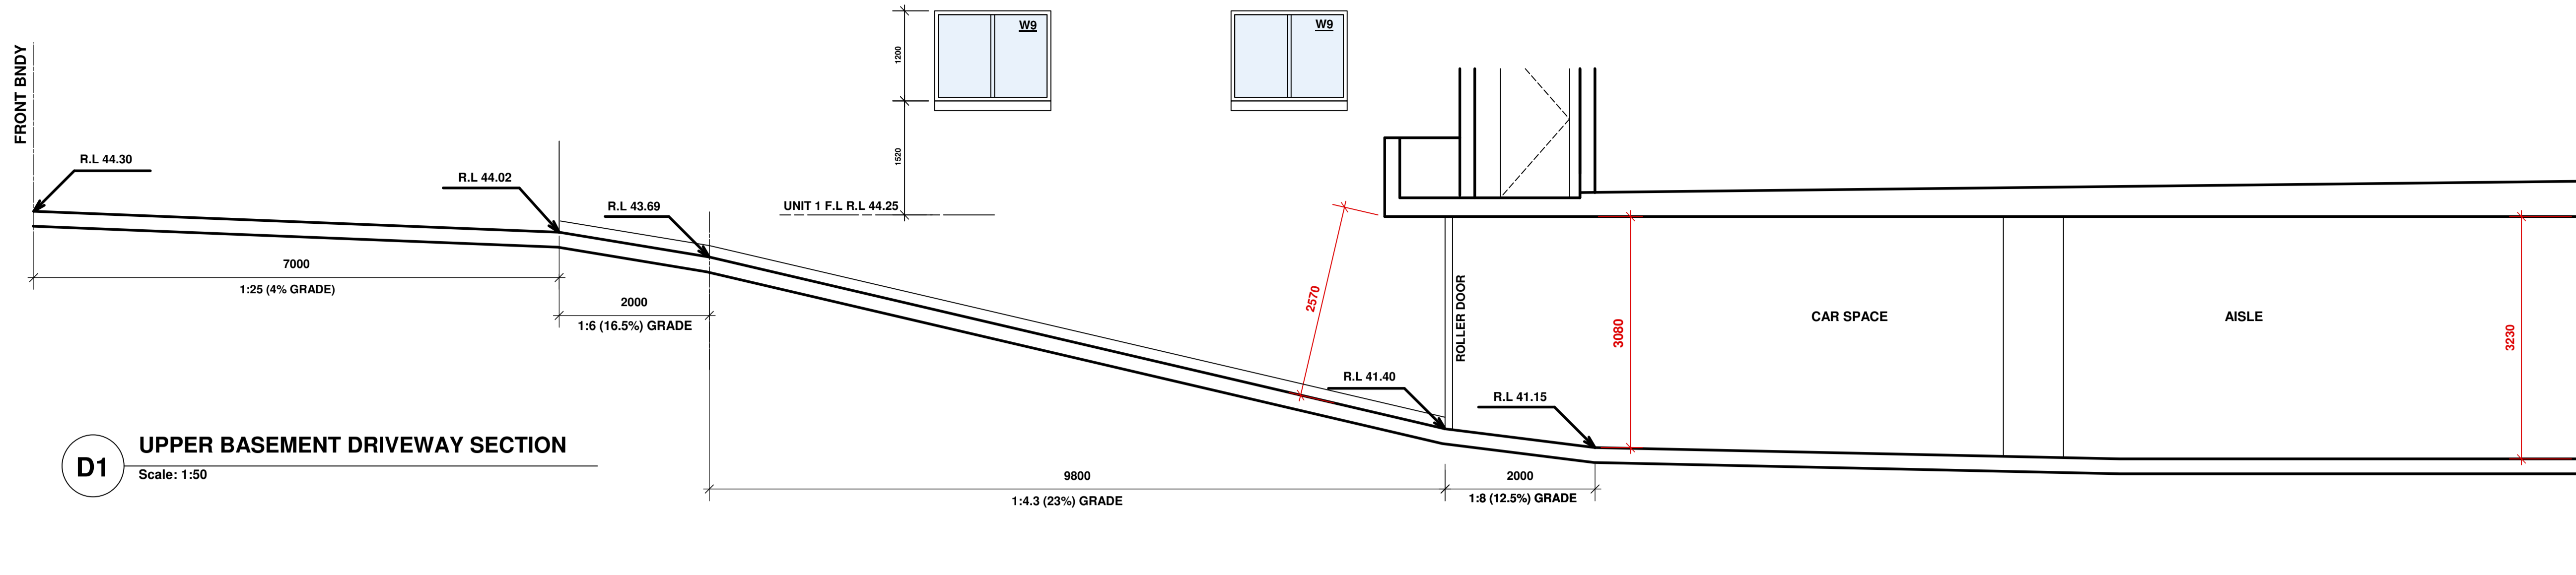 FRONT BNDY
R.L 44.30
R.L 44.02
R.L 43.69
7000
1:25 (4% GRADE)
2000
1:6 (16.5%) GRADE
1200
1520
UNIT 1 F.L R.L 44.25
W9
W9
2570
ROLLER DOOR
3080
CAR SPACE
AISLE
3230
R.L 41.40
R.L 41.15
9800
1:4.3 (23%) GRADE
2000
1:8 (12.5%) GRADE
D1
UPPER BASEMENT DRIVEWAY SECTION
Scale: 1:50